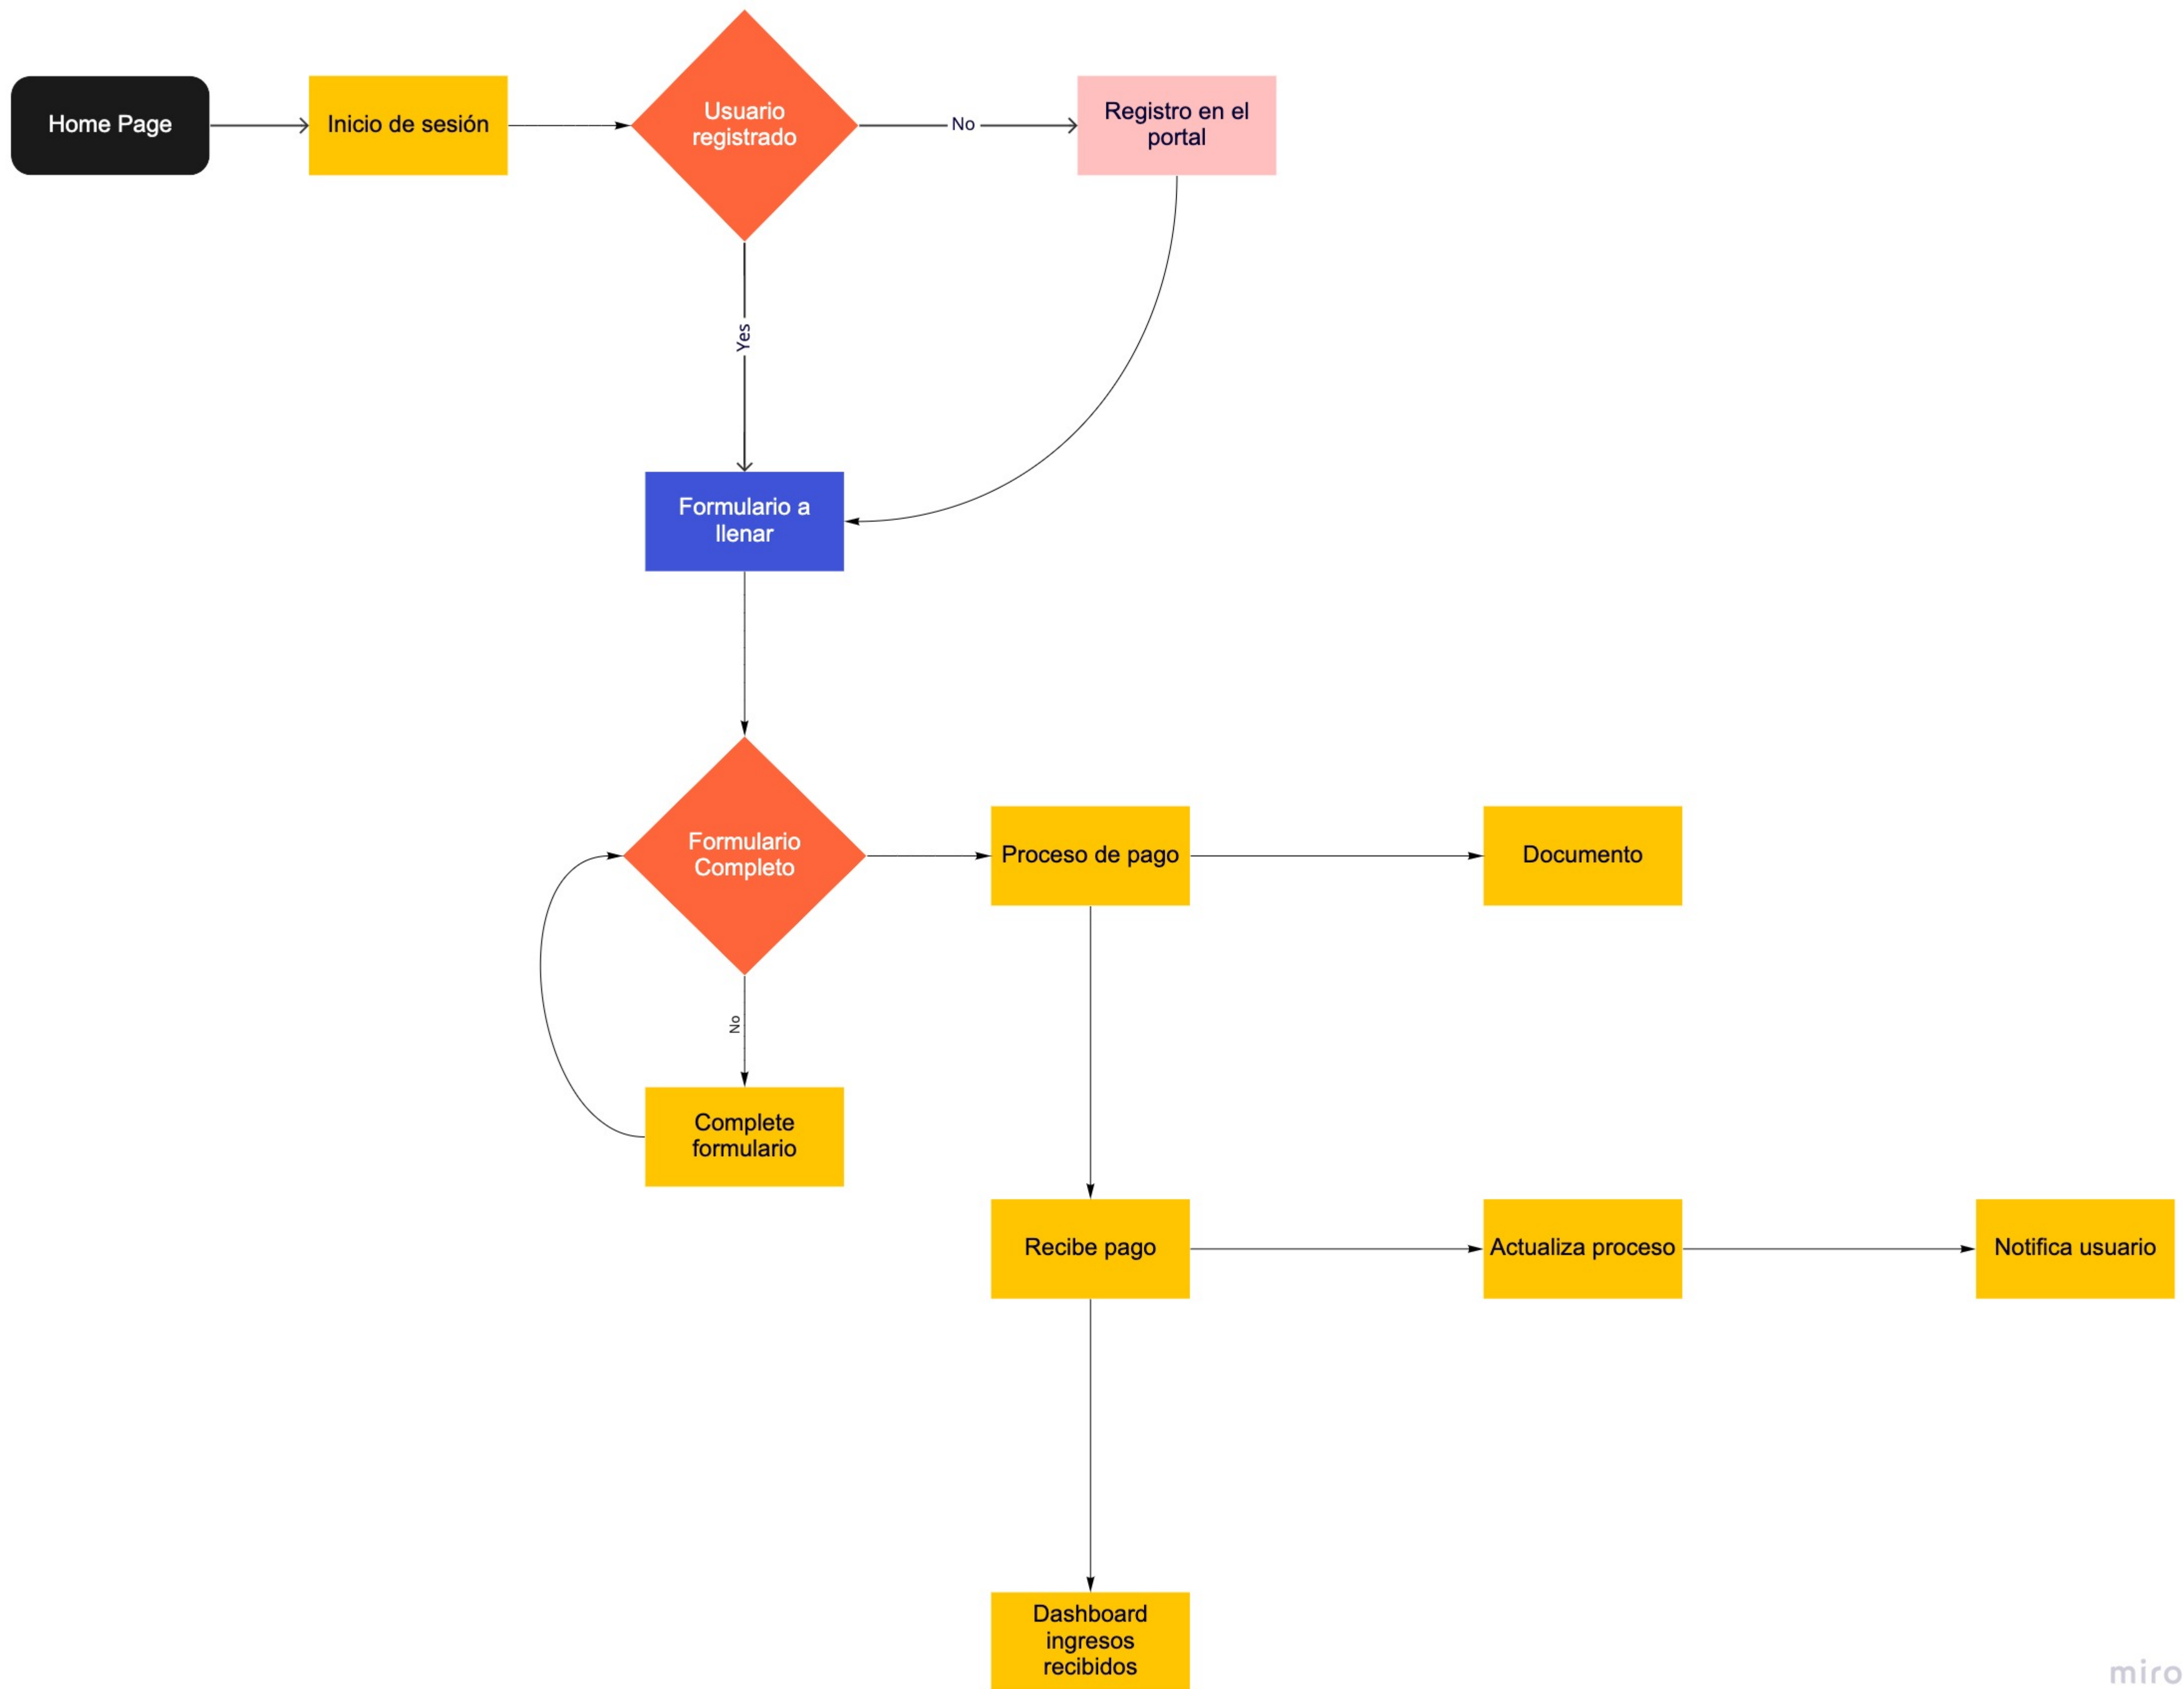 Home Page
Inicio de sesión
Usuario
registrado
No
Registro en el
portal
Yes
Formulario a
llenar
Formulario
Completo
Proceso de pago
Documento
No
Complete
formulario
Recibe pago
Actualiza proceso
Notifica usuario
Dashboard
ingresos
recibidos
miro